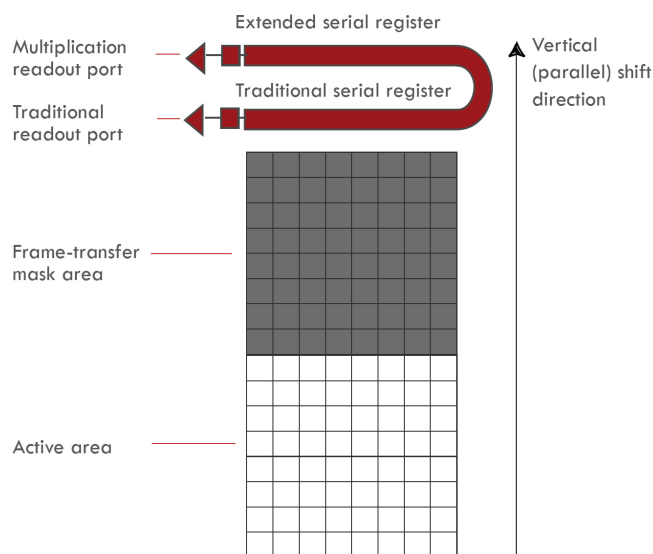 Extended serial register
Multiplication
readout port
Vertical
(parallel) shift
direction
Traditional serial register
Traditional
readout port
Frame-transfer
mask area
Active area